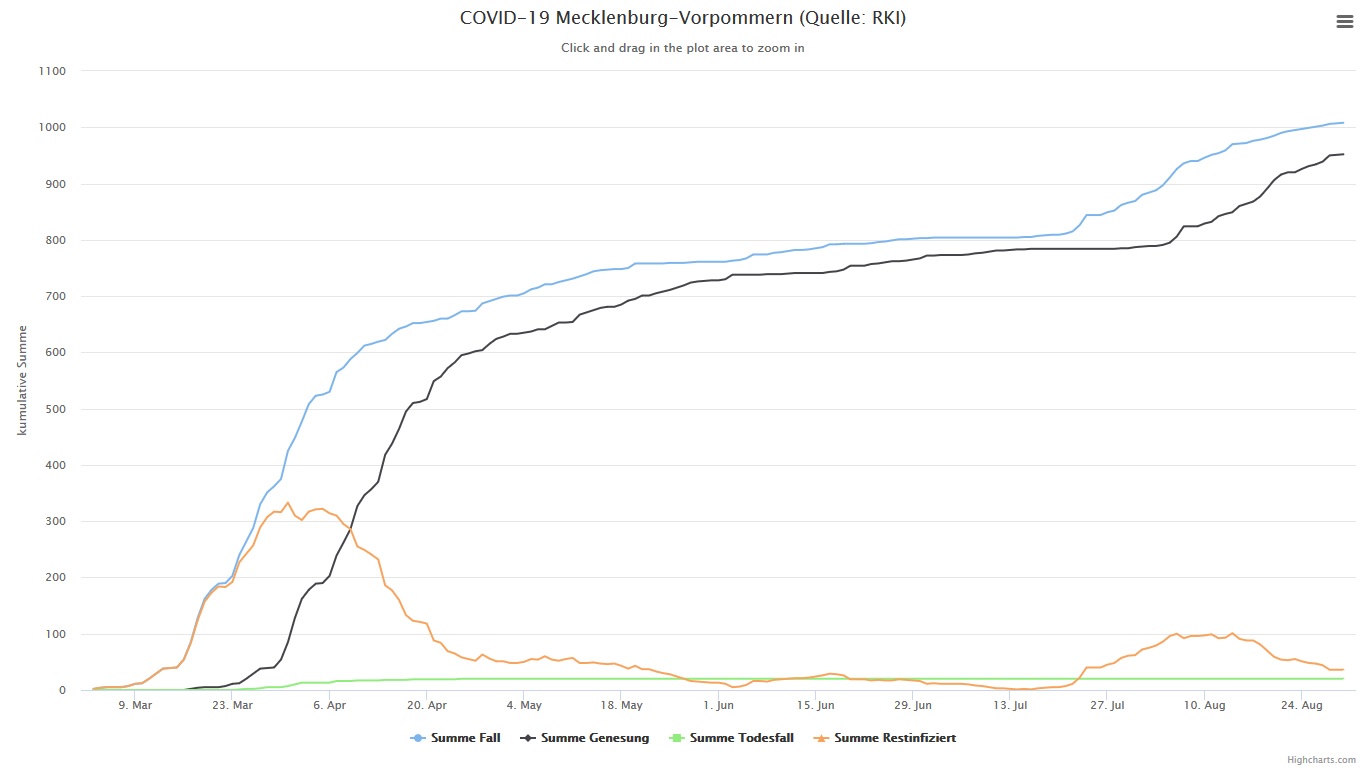 COVID-19 Mecklenburg-Vorpommern (Quelle: RKI)
Click and drag in the plot area to zoom in
kumulative Summe
1100
1000
900
800
700
600
500
400
300
200
100
0
9. Mar 23. Mar 6. Apr 20. Apr 4. May 18. May 1. Jun 15. Jun 29. Jun 13. Jul 27. Jul 10. Aug 24. Aug
Summe Fall Summe Genesung Summe Todesfall Summe Restinfiziert
Highcharts.com